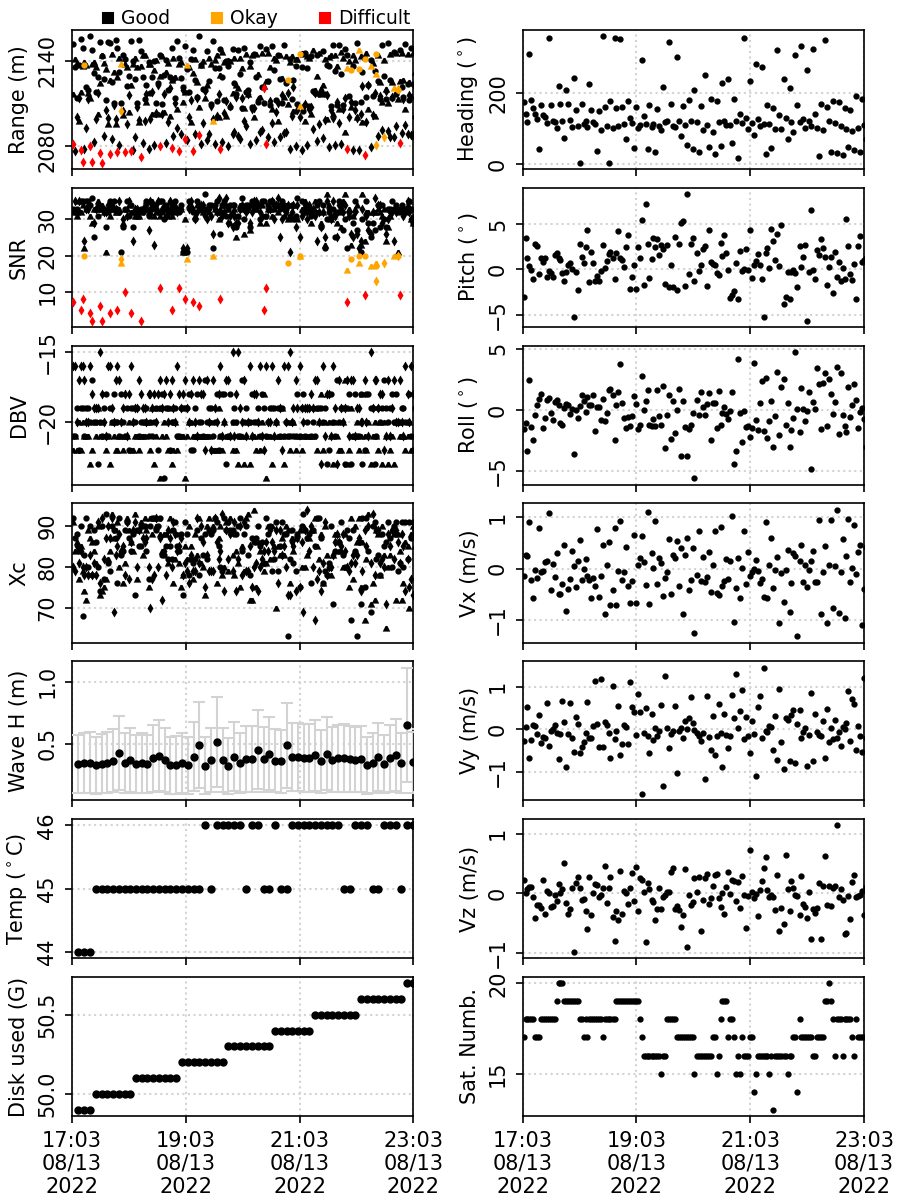 Good Okay Difficult
Range (m)
2140
2080
Heading (°)
200
0
SNR
30
20
10
Pitch (°)
5
0
−5
DBV
−15
−20
Roll (°)
5
0
−5
Xc
90
80
70
Vx (m/s)
1
0
−1
Wave H (m)
1.0
0.5
Vy (m/s)
1
0
−1
Temp (°C)
46
45
44
Vz (m/s)
1
0
−1
Disk used (G)
50.5
50.0
Sat. Numb.
20
15
17:03 19:03 21:03 23:03 17:03 19:03 21:03 23:03
08/13 08/13 08/13 08/13 08/13 08/13 08/13 08/13
2022 2022 2022 2022 2022 2022 2022 2022